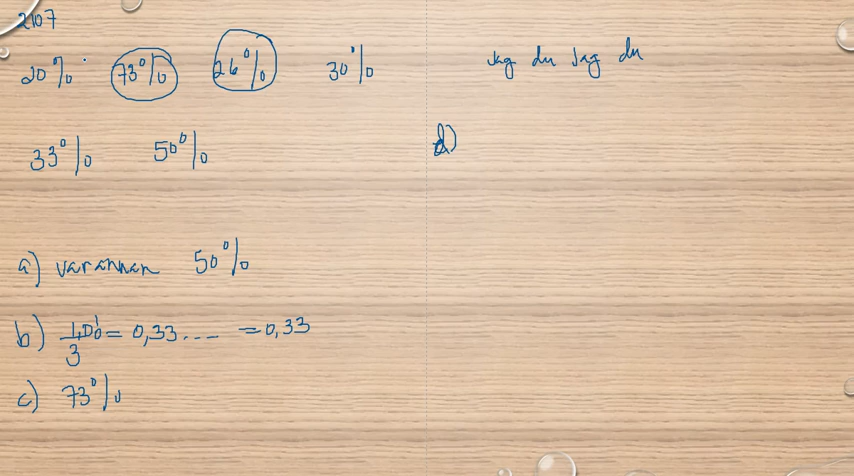 2107
20% 73% 26% 30%
33% 50%
a) varannan 50%
b) 1,00/3 = 0,33.... = 0,33
c) 73%
jag du jag du
d)